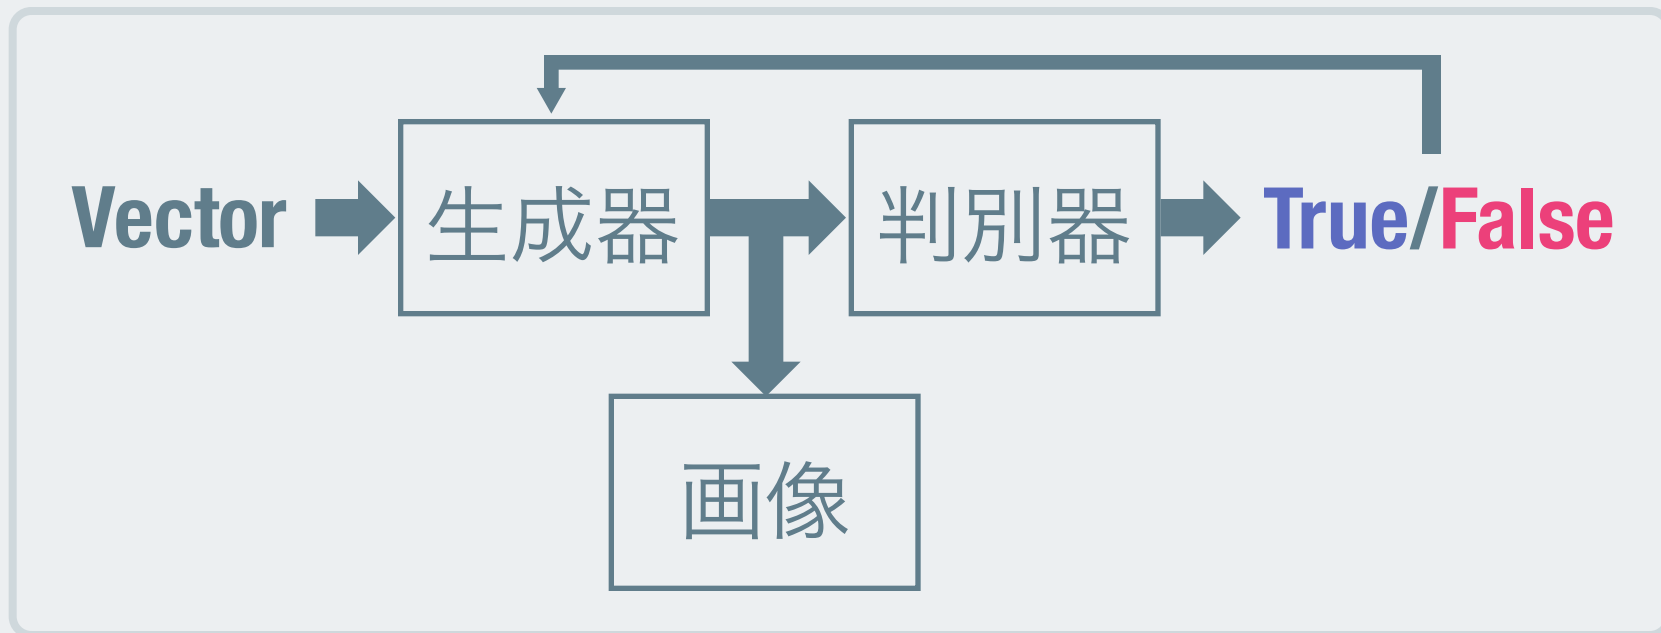 Vector
生成器
判別器
True/False
画像